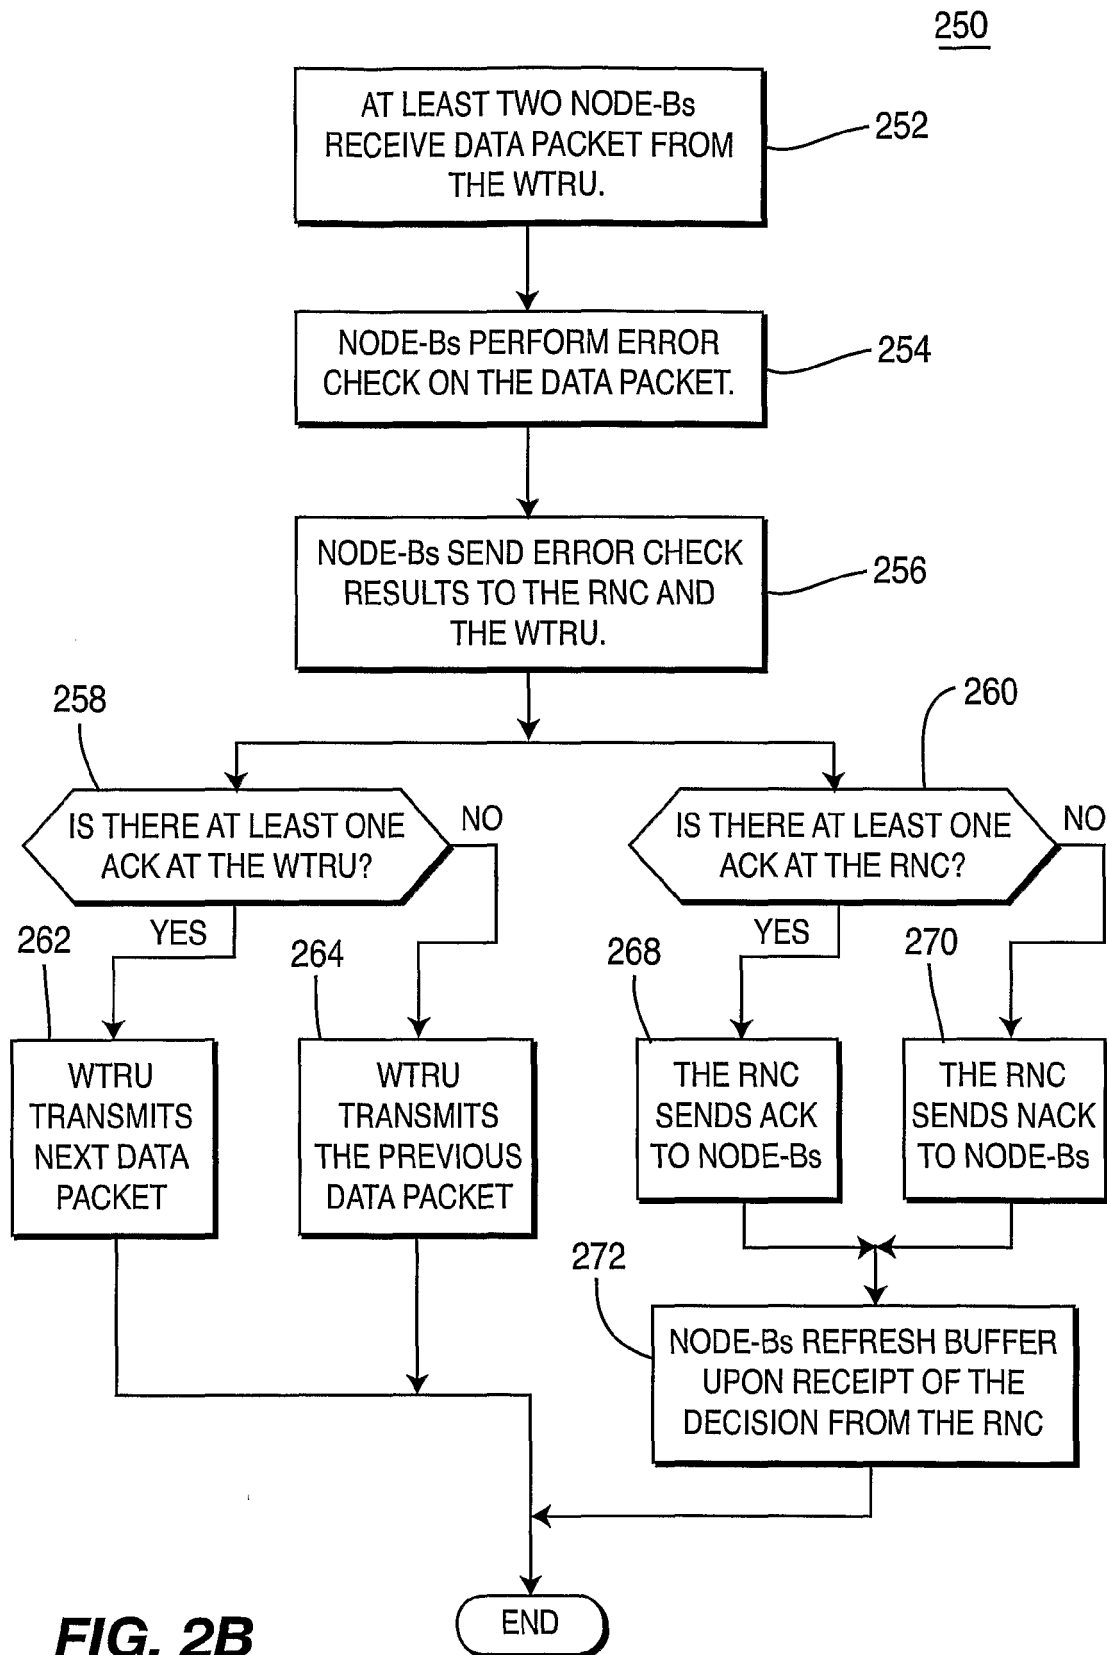 250
AT LEAST TWO NODE-Bs
RECEIVE DATA PACKET FROM
THE WTRU.
252
NODE-Bs PERFORM ERROR
CHECK ON THE DATA PACKET.
254
NODE-Bs SEND ERROR CHECK
RESULTS TO THE RNC AND
THE WTRU.
256
258
IS THERE AT LEAST ONE
ACK AT THE WTRU?
NO
YES
260
IS THERE AT LEAST ONE
ACK AT THE RNC?
NO
YES
262
WTRU
TRANSMITS
NEXT DATA
PACKET
264
WTRU
TRANSMITS
THE PREVIOUS
DATA PACKET
268
THE RNC
SENDS ACK
TO NODE-Bs
270
THE RNC
SENDS NACK
TO NODE-Bs
272
NODE-Bs REFRESH BUFFER
UPON RECEIPT OF THE
DECISION FROM THE RNC
END
FIG. 2B